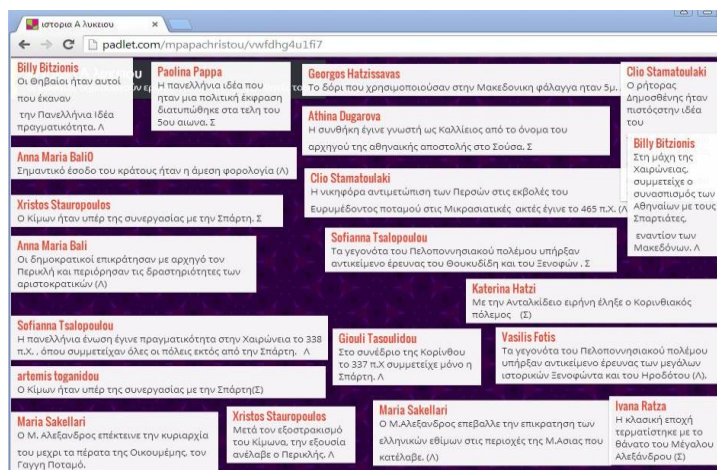 ιστορια Α λυκειου
padlet.com/mpapachristou/vwfdhg4u1fi7
Billy Bitzionis
Οι Θηβαίοι ήταν αυτοί
που έκαναν
την Πανελλήνια Ιδέα
πραγματικότητα. Λ
Paolina Pappa
Η πανελλήνια ιδέα που
ηταν μια πολιτική έκφραση
διατυπώθηκε στα τελη του
5ου αιωνα. Σ
Georgos Hatzissavas
Το δόρι που χρησιμοποιούσαν στην Μακεδονικη φάλαγγα ηταν 5μ.
Clio Stamatoulaki
Ο ρήτορας
Δημοσθένης ήταν
πιστόςστην ιδέα
του
Athina Dugarova
Η συνθήκη έγινε γνωστή ως Καλλίειος από το όνομα του
αρχηγού της αθηναικής αποστολής στο Σούσα. Σ
Billy Bitzionis
Στη μάχη της
Χαιρώνειας,
συμμετείχε ο
συνασπισμός των
Αθηναίων με τους
Σπαρτιάτες,
εναντίον των
Μακεδόνων. Λ
Anna Maria Bali0
Σημαντικό έσοδο του κράτους ήταν η άμεση φορολογία (Λ)
Clio Stamatoulaki
Η νικηφόρα αντιμετώπιση των Περσών στις εκβολές του
Ευρυμέδοντος ποταμού στις Μικρασιατικές ακτές έγινε το 465 π.Χ. (Λ
Xristos Stauropoulos
Ο Κίμων ήταν υπέρ της συνεργασίας με την Σπάρτη. Σ
Anna Maria Bali
Οι δημοκρατικοί επικράτησαν με αρχηγό τον
Περικλή και περιόρησαν τις δραστηριότητες των
αριστοκρατικών (Λ)
Sofianna Tsalopoulou
Τα γεγονότα του Πελοποννησιακού πολέμου υπήρξαν
αντικείμενο έρευνας του Θουκυδίδη και του Ξενοφών . Σ
Katerina Hatzi
Με την Ανταλκίδειο ειρήνη έληξε ο Κορινθιακός
πόλεμος (Σ)
Sofianna Tsalopoulou
Η πανελλήνια ένωση έγινε πραγματικότητα στην Χαιρώνεια το 338
π.Χ. , όπου συμμετείχαν όλες οι πόλεις εκτός από την Σπάρτη. Λ
Giouli Tasoulidou
Στο συνέδριο της Κορίνθου
το 337 π.Χ συμμετείχε μόνο η
Σπάρτη. Λ
Vasilis Fotis
Τα γεγονότα του Πελοποννησιακού πολέμου
υπήρξαν αντικείμενο έρευνας των μεγάλων
ιστορικών Ξενοφώντα και του Ηροδότου (Λ).
artemis toganidou
Ο Κίμων ήταν υπέρ της συνεργασίας με την Σπάρτη(Σ)
Maria Sakellari
Ο Μ. Αλεξανδρος επέκτεινε την κυριαρχία
του μεχρι τα πέρατα της Οικουμένης, τον
Γαγγη Ποταμό.
Xristos Stauropoulos
Μετά τον εξοστρακισμό
του Κίμωνα, την εξουσία
ανέλαβε ο Περικλής. Λ
Maria Sakellari
Ο Μ.Αλεξανδρος επεβαλλε την επικρατηση των
ελληνικών εθίμων στις περιοχές της Μ.Ασιας που
κατέλαβε. (Λ)
Ivana Ratza
Η κλασική εποχή
τερματίστηκε με το
θάνατο του Μέγαλου
Αλεξάνδρου (Σ)